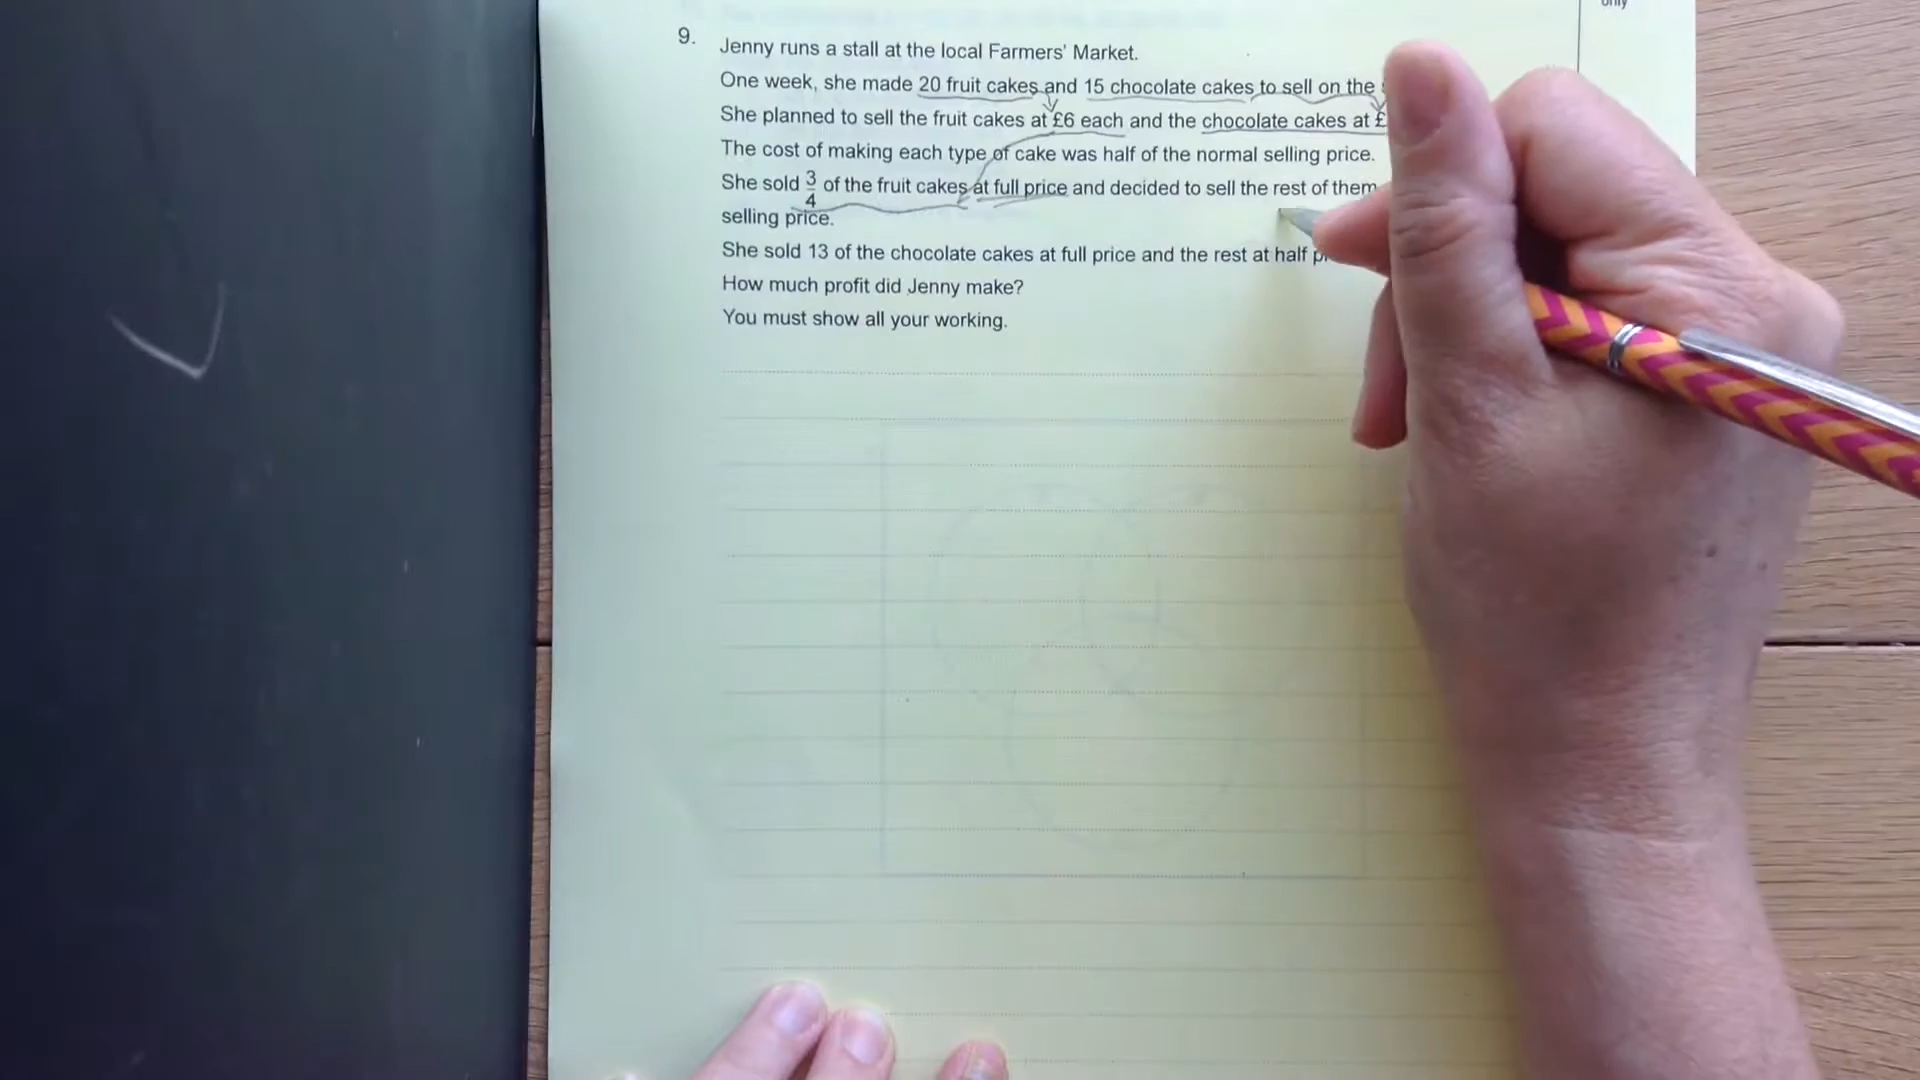 only
9.
Jenny runs a stall at the local Farmers' Market.
One week, she made 20 fruit cakes and 15 chocolate cakes to sell on the
She planned to sell the fruit cakes at £6 each and the chocolate cakes at £
The cost of making each type of cake was half of the normal selling price.
She sold 3/4 of the fruit cakes at full price and decided to sell the rest of them
selling price.
She sold 13 of the chocolate cakes at full price and the rest at half
How much profit did Jenny make?
You must show all your working.